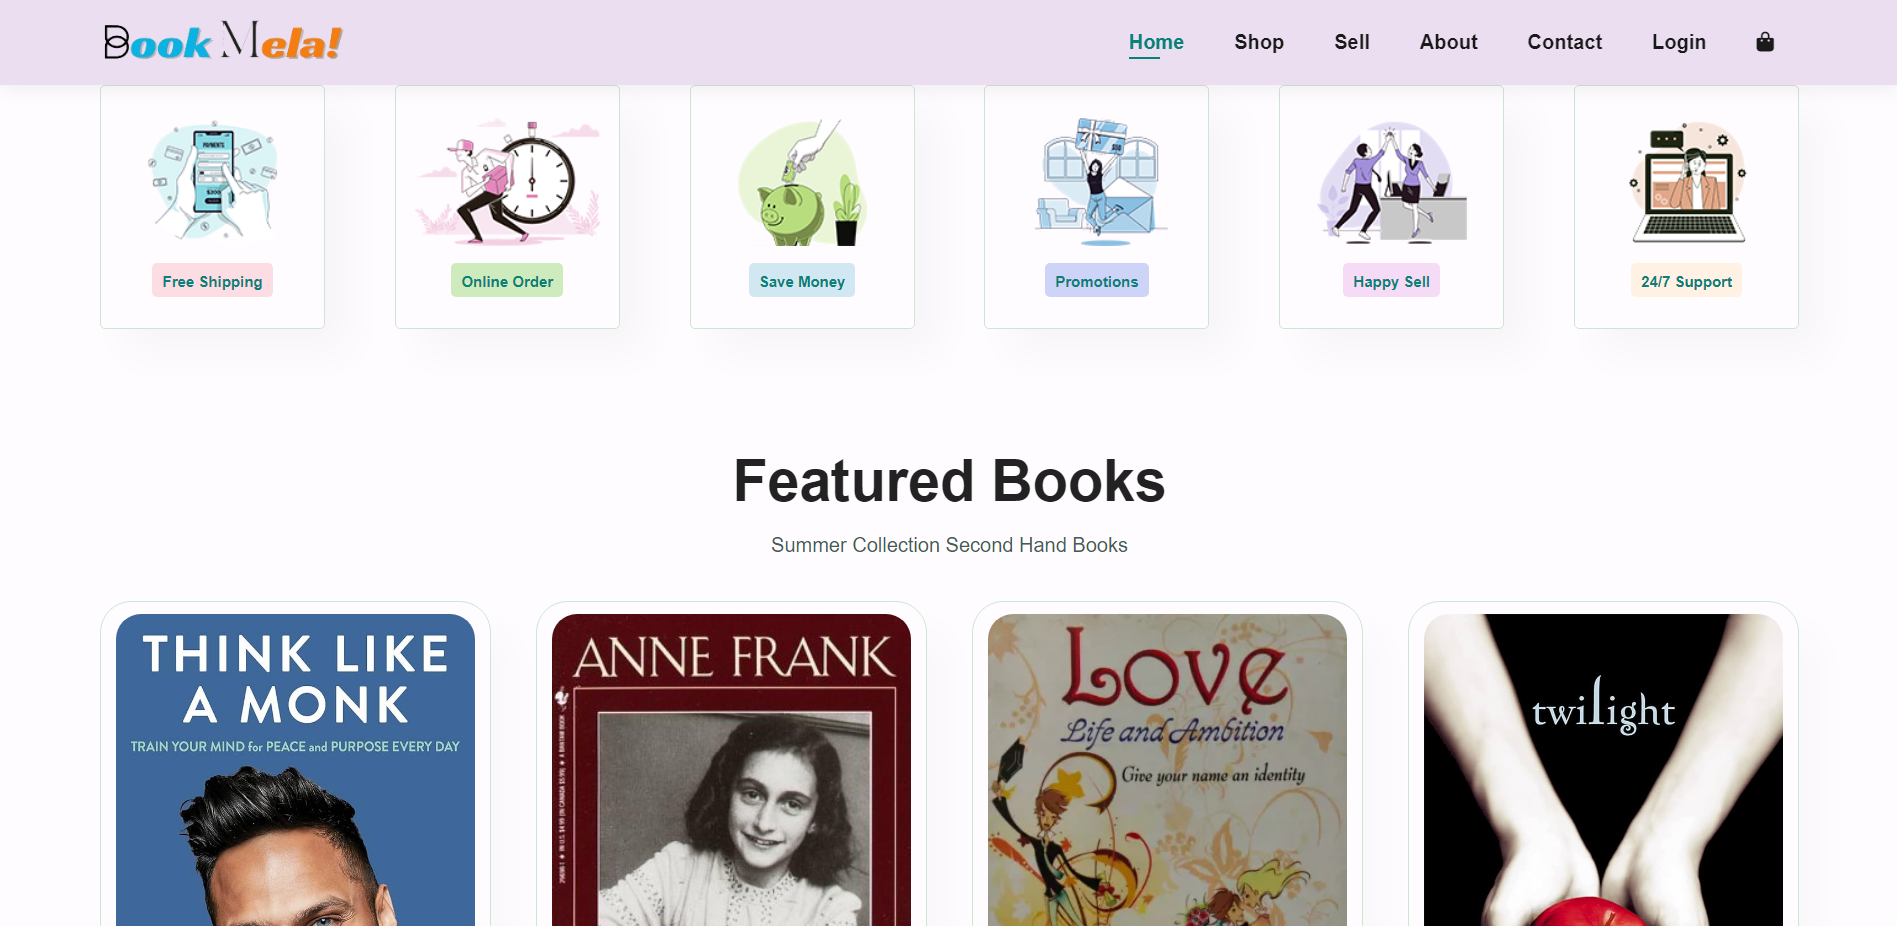 Book Mela!
Home Shop Sell About Contact Login
PAYMENTS
Free Shipping
Online Order
Save Money
Promotions
Happy Sell
24/7 Support
Featured Books
Summer Collection Second Hand Books
THINK LIKE
A MONK
TRAIN YOUR MIND for PEACE and PURPOSE EVERY DAY
ANNE FRANK
LOVE
Life and Ambition
Give your name an identity
twilight